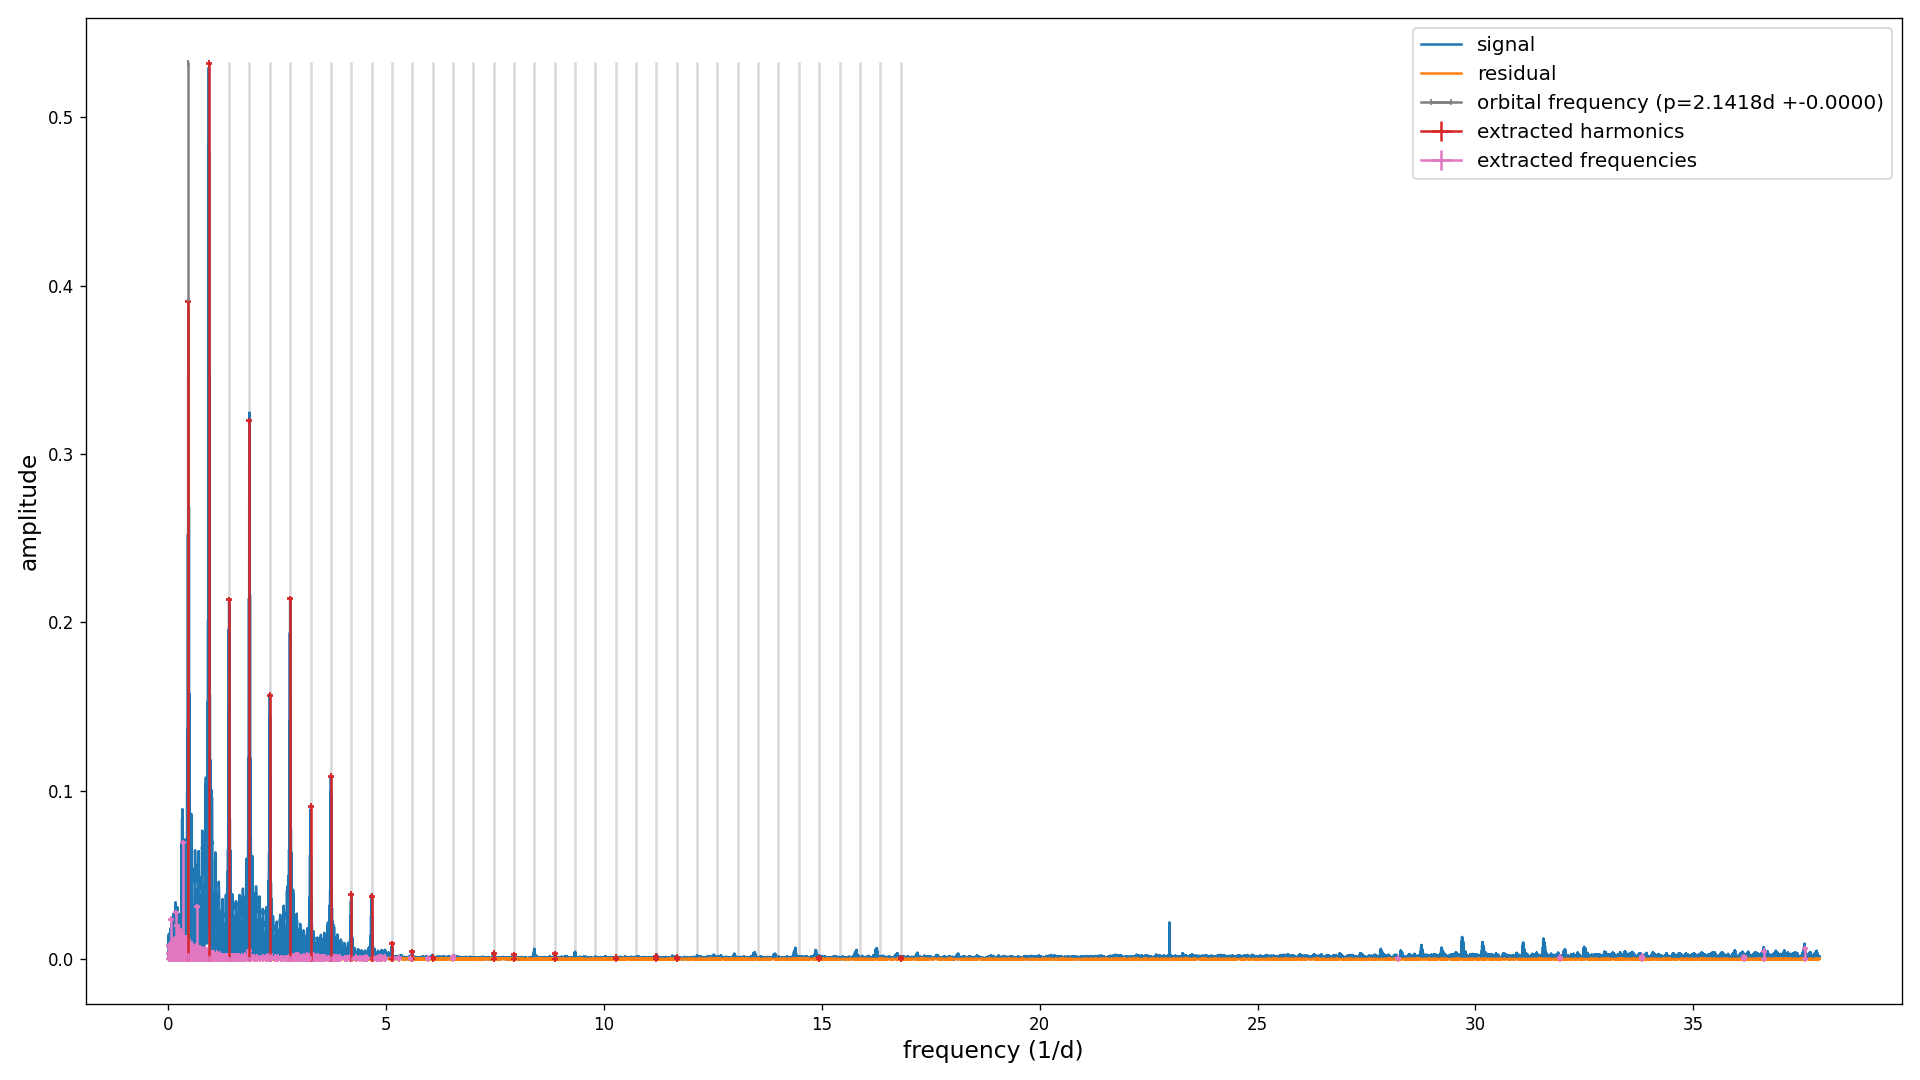 signal
residual
orbital frequency (p=2.1418d +-0.0000)
extracted harmonics
extracted frequencies
amplitude
0.5
0.4
0.3
0.2
0.1
0.0
0 5 10 15 20 25 30 35
frequency (1/d)